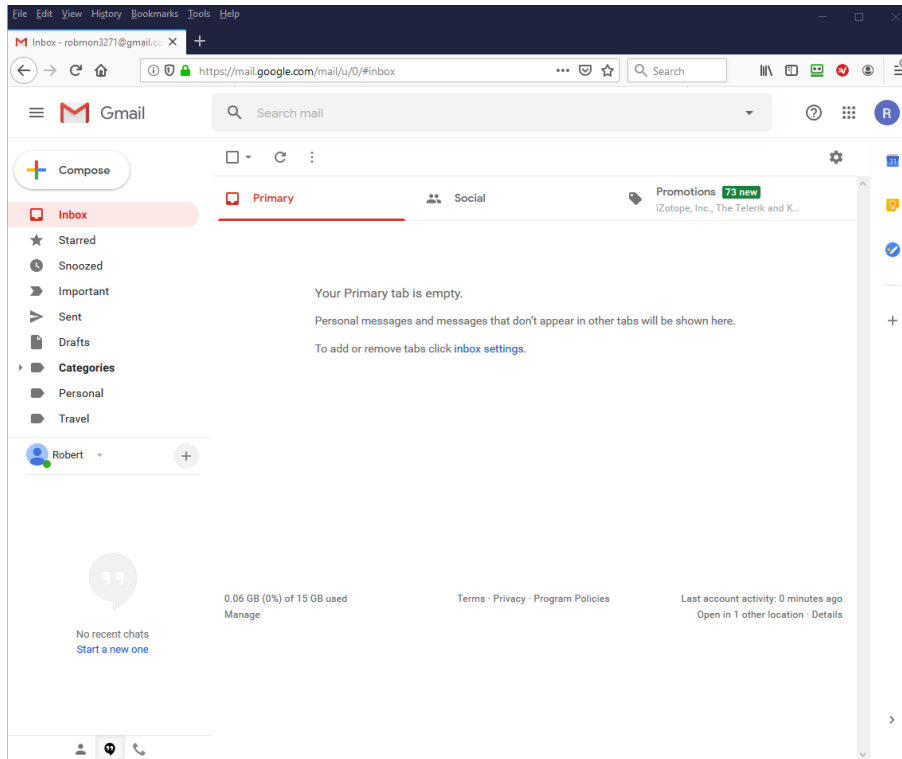 File Edit View History Bookmarks Tools Help
Inbox - robmon3271@gmail.cc
https://mail.google.com/mail/u/0/#inbox
Search
Gmail
Search mail
R
Compose
31
Primary
Social
Promotions 73 new
iZotope, Inc., The Telerik and K...
Inbox
Starred
Snoozed
Important
Sent
Drafts
Categories
Personal
Travel
Your Primary tab is empty.
Personal messages and messages that don't appear in other tabs will be shown here.
To add or remove tabs click inbox settings.
Robert
0.06 GB (0%) of 15 GB used
Manage
Terms · Privacy · Program Policies
Last account activity: 0 minutes ago
Open in 1 other location · Details
No recent chats
Start a new one